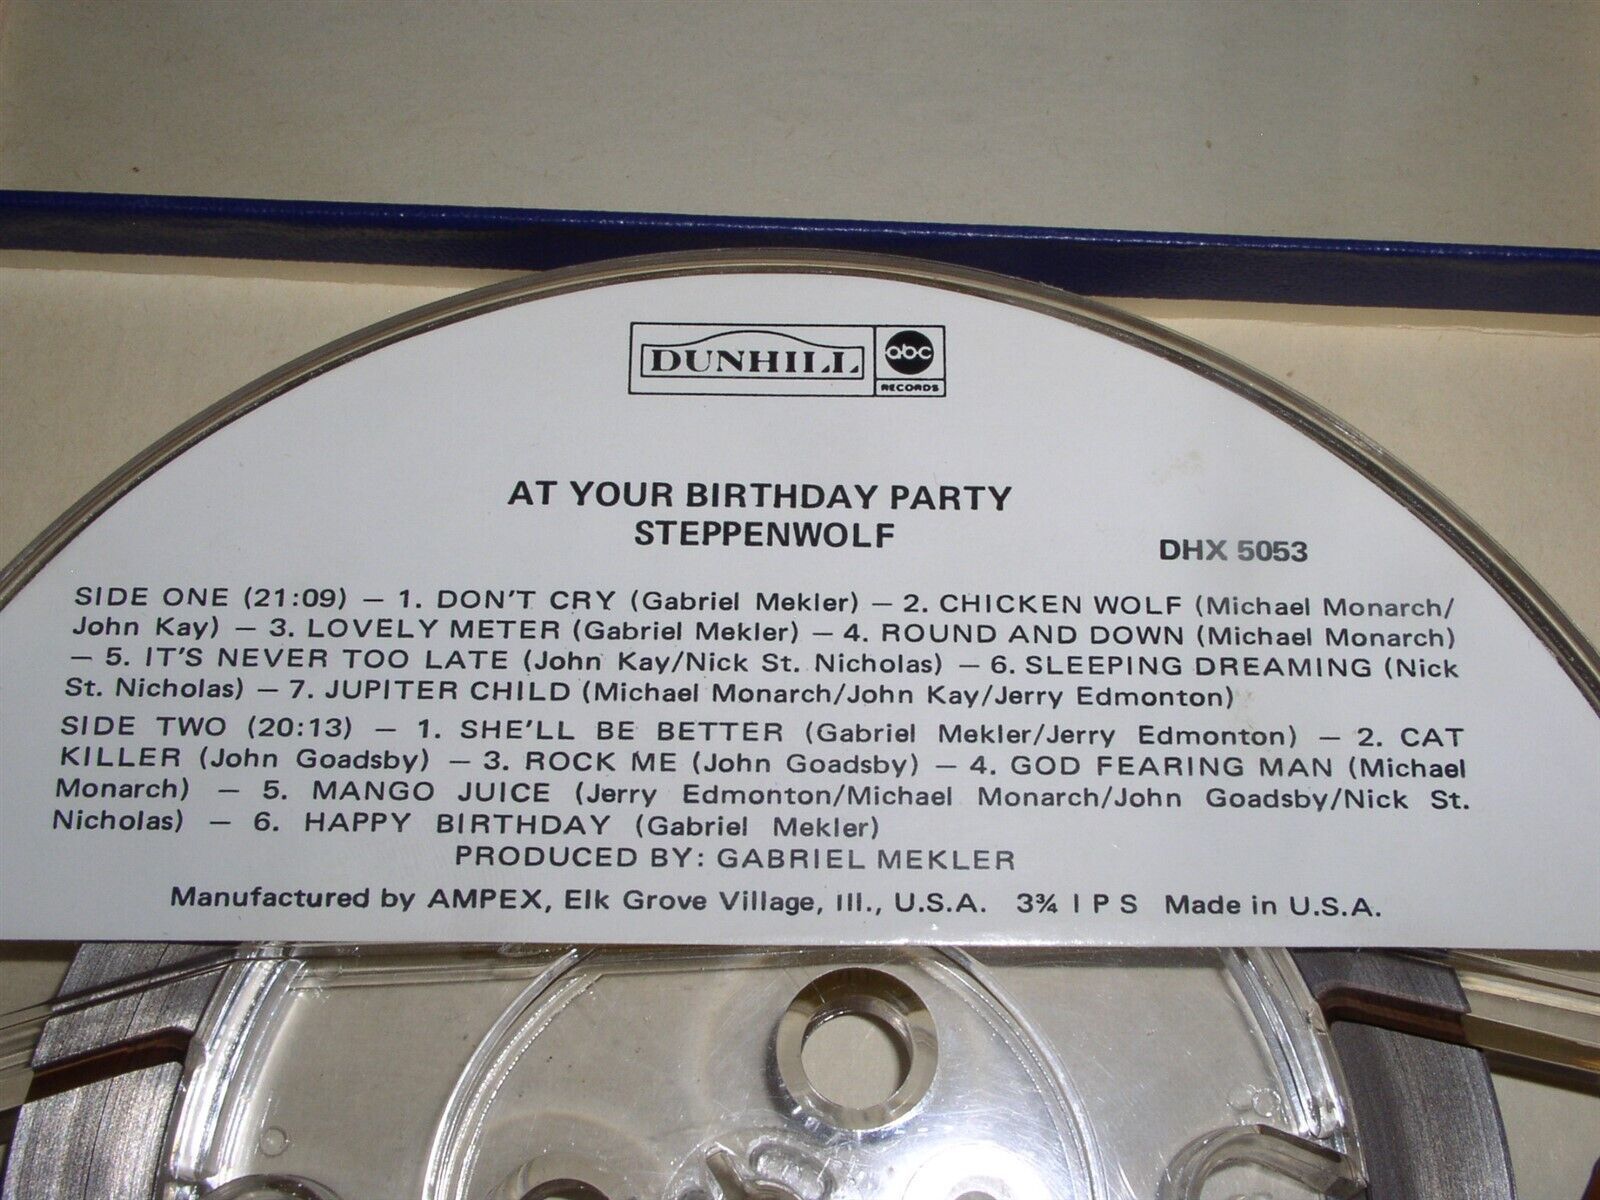 DUNHILL
abc
RECORDS
AT YOUR BIRTHDAY PARTY
STEPPENWOLF
DHX 5053
SIDE ONE (21:09) — 1. DON'T CRY (Gabriel Mekler) — 2. CHICKEN WOLF (Michael Monarch/
John Kay) — 3. LOVELY METER (Gabriel Mekler) — 4. ROUND AND DOWN (Michael Monarch)
— 5. IT'S NEVER TOO LATE (John Kay/Nick St. Nicholas) — 6. SLEEPING DREAMING (Nick
St. Nicholas) — 7. JUPITER CHILD (Michael Monarch/John Kay/Jerry Edmonton)
SIDE TWO (20:13) — 1. SHE'LL BE BETTER (Gabriel Mekler/Jerry Edmonton) — 2. CAT
KILLER (John Goadsby) — 3. ROCK ME (John Goadsby) — 4. GOD FEARING MAN (Michael
Monarch) — 5. MANGO JUICE (Jerry Edmonton/Michael Monarch/John Goadsby/Nick St.
Nicholas) — 6. HAPPY BIRTHDAY (Gabriel Mekler)
PRODUCED BY: GABRIEL MEKLER
Manufactured by AMPEX, Elk Grove Village, Ill., U.S.A. 3¾ I P S Made in U.S.A.